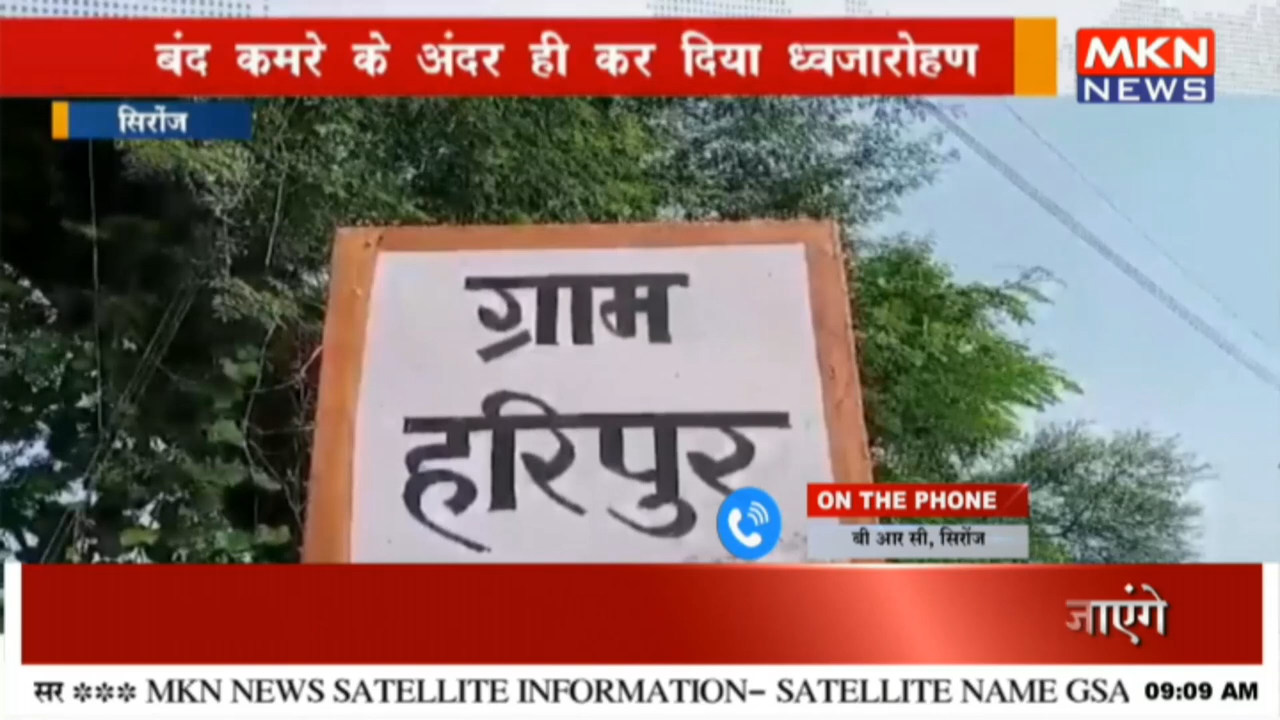 बंद कमरे के अंदर ही कर दिया ध्वजारोहण
MKN
NEWS
सिरोंज
ग्राम
हरिपुर
ON THE PHONE
बी आर सी, सिरोंज
जाएंगे
सर *** MKN NEWS SATELLITE INFORMATION– SATELLITE NAME GSA 09:09 AM